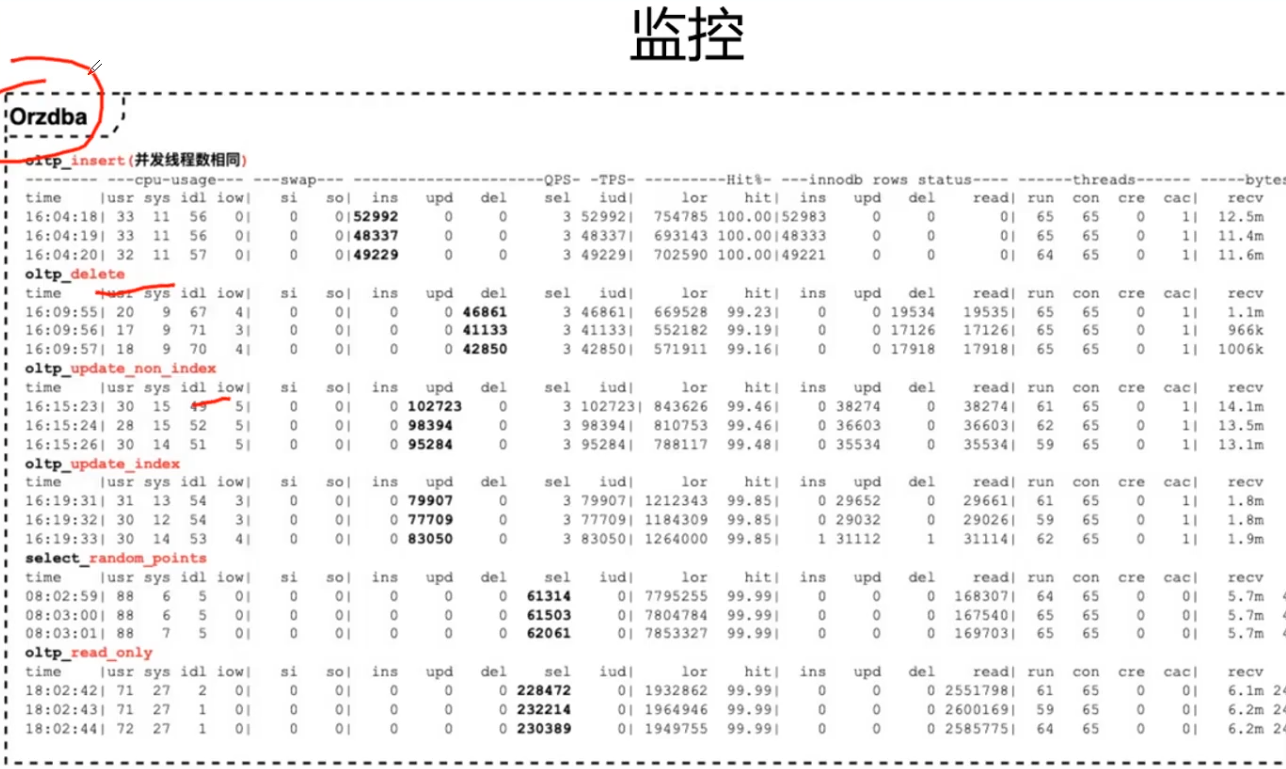 监控
Orzdba
oltp_insert(并发线程数相同)
-------- ---cpu-usage--- ---swap--- ---------------------QPS- -TPS- ---------Hit%- ---innodb rows status---- ------threads------ -----bytes
time |usr sys idl iow| si so| ins upd del sel iud| lor hit| ins upd del read| run con cre cac| recv
16:04:18| 33 11 56 0| 0 0|52992 0 0 3 52992| 754785 100.00|52983 0 0 0| 65 65 0 1| 12.5m
16:04:19| 33 11 56 0| 0 0|48337 0 0 3 48337| 693143 100.00|48333 0 0 0| 65 65 0 1| 11.4m
16:04:20| 32 11 57 0| 0 0|49229 0 0 3 49229| 702590 100.00|49221 0 0 0| 64 65 0 1| 11.6m
oltp_delete
time |usr sys idl iow| si so| ins upd del sel iud| lor hit| ins upd del read| run con cre cac| recv
16:09:55| 20 9 67 4| 0 0| 0 0 46861 3 46861| 669528 99.23| 0 0 19534 19535| 65 65 0 1| 1.1m
16:09:56| 17 9 71 3| 0 0| 0 0 41133 3 41133| 552182 99.19| 0 0 17126 17126| 65 65 0 1| 966k
16:09:57| 18 9 70 4| 0 0| 0 0 42850 3 42850| 571911 99.16| 0 0 17918 17918| 65 65 0 1| 1006k
oltp_update_non_index
time |usr sys idl iow| si so| ins upd del sel iud| lor hit| ins upd del read| run con cre cac| recv
16:15:23| 30 15 49 5| 0 0| 0 102723 0 3 102723| 843626 99.46| 0 38274 0 38274| 61 65 0 1| 14.1m
16:15:24| 28 15 52 5| 0 0| 0 98394 0 3 98394| 810753 99.46| 0 36603 0 36603| 62 65 0 1| 13.5m
16:15:26| 30 14 51 5| 0 0| 0 95284 0 3 95284| 788117 99.48| 0 35534 0 35534| 59 65 0 1| 13.1m
oltp_update_index
time |usr sys idl iow| si so| ins upd del sel iud| lor hit| ins upd del read| run con cre cac| recv
16:19:31| 31 13 54 3| 0 0| 0 79907 0 3 79907| 1212343 99.85| 0 29652 0 29661| 61 65 0 1| 1.8m
16:19:32| 30 12 54 3| 0 0| 0 77709 0 3 77709| 1184309 99.85| 0 29032 0 29026| 59 65 0 1| 1.8m
16:19:33| 30 14 53 4| 0 0| 0 83050 0 3 83050| 1264000 99.85| 1 31112 1 31114| 62 65 0 1| 1.9m
select_random_points
time |usr sys idl iow| si so| ins upd del sel iud| lor hit| ins upd del read| run con cre cac| recv
08:02:59| 88 6 5 0| 0 0| 0 0 0 61314 0| 7795255 99.99| 0 0 0 168307| 64 65 0 0| 5.7m 4
08:03:00| 88 6 5 0| 0 0| 0 0 0 61503 0| 7804784 99.99| 0 0 0 167540| 65 65 0 0| 5.7m 4
08:03:01| 88 7 5 0| 0 0| 0 0 0 62061 0| 7853327 99.99| 0 0 0 169703| 65 65 0 0| 5.7m 4
oltp_read_only
time |usr sys idl iow| si so| ins upd del sel iud| lor hit| ins upd del read| run con cre cac| recv
18:02:42| 71 27 2 0| 0 0| 0 0 0 228472 0| 1932862 99.99| 0 0 0 2551798| 61 65 0 0| 6.1m 24
18:02:43| 71 27 1 0| 0 0| 0 0 0 232214 0| 1964946 99.99| 0 0 0 2600169| 59 65 0 0| 6.2m 24
18:02:44| 72 27 1 0| 0 0| 0 0 0 230389 0| 1949755 99.99| 0 0 0 2585775| 64 65 0 0| 6.2m 24